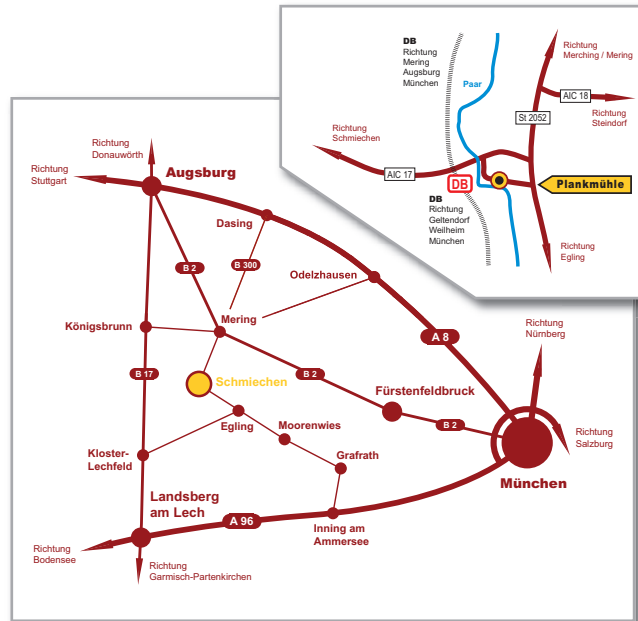 DB
Richtung
Mering
Augsburg
München
Paar
Richtung
Merching / Mering
AIC 18
St 2052
Richtung
Steindorf
Richtung
Schmiechen
AIC 17
DB
Plankmühle
DB
Richtung
Geltendorf
Weilheim
München
Richtung
Egling
Richtung
Donauwörth
Richtung
Stuttgart
Augsburg
Dasing
B 2
B 300
Odelzhausen
Königsbrunn
Mering
A 8
Richtung
Nürnberg
B 17
Schmiechen
B 2
Fürstenfeldbruck
B 2
Richtung
Salzburg
Egling
Moorenwies
Kloster-
Lechfeld
Grafrath
München
Landsberg
am Lech
A 96
Inning am
Ammersee
Richtung
Bodensee
Richtung
Garmisch-Partenkirchen